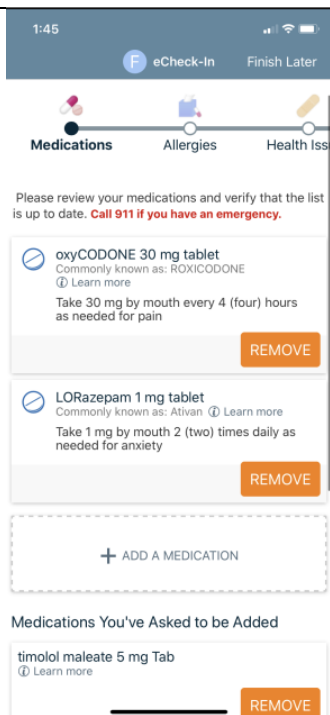 1:45
F eCheck-In Finish Later
Medications Allergies Health Iss
Please review your medications and verify that the list
is up to date. Call 911 if you have an emergency.
oxyCODONE 30 mg tablet
Commonly known as: ROXICODONE
Learn more
Take 30 mg by mouth every 4 (four) hours
as needed for pain
REMOVE
LORazepam 1 mg tablet
Commonly known as: Ativan Learn more
Take 1 mg by mouth 2 (two) times daily as
needed for anxiety
REMOVE
+ ADD A MEDICATION
Medications You've Asked to be Added
timolol maleate 5 mg Tab
Learn more
REMOVE